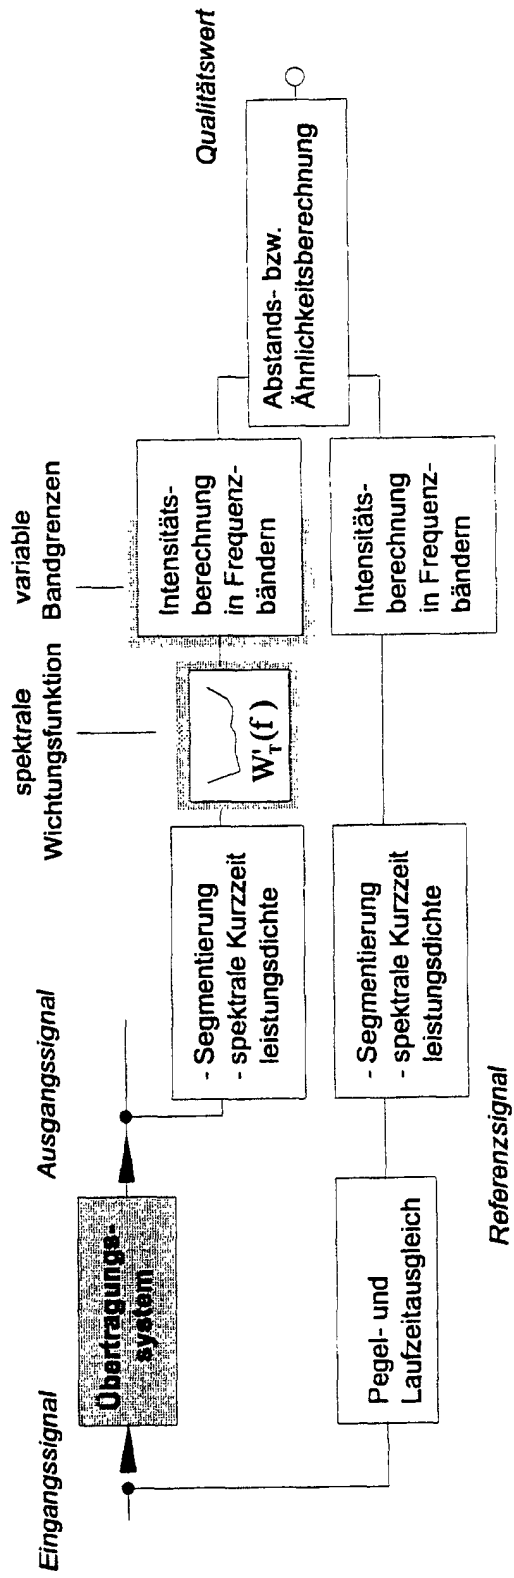 Eingangssignal
Übertragungs-
system
Ausgangssignal
spektrale
Wichtungsfunktion
variable
Bandgrenzen
Qualitätswert
- Segmentierung
- spektrale Kurzzeit
leistungsdichte
W'T(f)
Intensitäts-
berechnung
in Frequenz-
bändern
Abstands- bzw.
Ähnlichkeitsberechnung
Pegel- und
Laufzeitausgleich
Referenzsignal
- Segmentierung
- spektrale Kurzzeit
leistungsdichte
Intensitäts-
berechnung
in Frequenz-
bändern